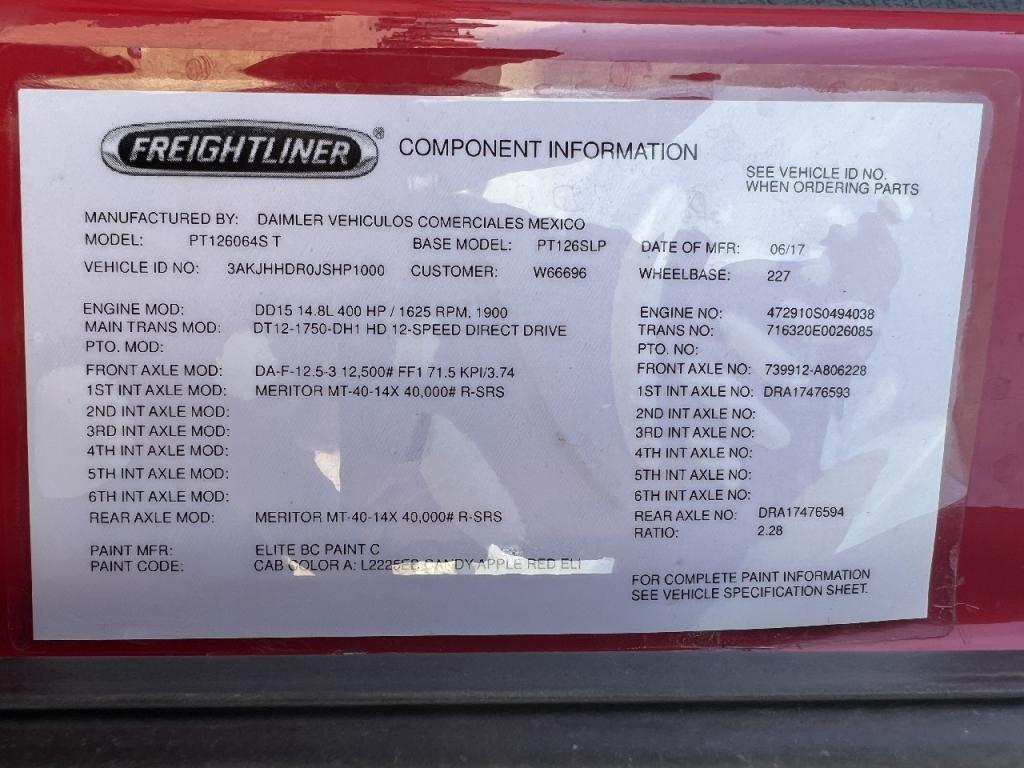 FREIGHTLINER® COMPONENT INFORMATION
SEE VEHICLE ID NO.
WHEN ORDERING PARTS
MANUFACTURED BY: DAIMLER VEHICULOS COMERCIALES MEXICO
MODEL: PT126064S T BASE MODEL: PT126SLP DATE OF MFR: 06/17
VEHICLE ID NO: 3AKJHHDR0JSHP1000 CUSTOMER: W66696 WHEELBASE: 227
ENGINE MOD: DD15 14.8L 400 HP / 1625 RPM, 1900 ENGINE NO: 472910S0494038
MAIN TRANS MOD: DT12-1750-DH1 HD 12-SPEED DIRECT DRIVE TRANS NO: 716320E0026085
PTO. MOD: PTO. NO:
FRONT AXLE MOD: DA-F-12.5-3 12,500# FF1 71.5 KPI/3.74 FRONT AXLE NO: 739912-A806228
1ST INT AXLE MOD: MERITOR MT-40-14X 40,000# R-SRS 1ST INT AXLE NO: DRA17476593
2ND INT AXLE MOD: 2ND INT AXLE NO:
3RD INT AXLE MOD: 3RD INT AXLE NO:
4TH INT AXLE MOD: 4TH INT AXLE NO:
5TH INT AXLE MOD: 5TH INT AXLE NO:
6TH INT AXLE MOD: 6TH INT AXLE NO:
REAR AXLE MOD: MERITOR MT-40-14X 40,000# R-SRS REAR AXLE NO: DRA17476594
RATIO: 2.28
PAINT MFR: ELITE BC PAINT C
PAINT CODE: CAB COLOR A: L2225EB CANDY APPLE RED ELI
FOR COMPLETE PAINT INFORMATION
SEE VEHICLE SPECIFICATION SHEET.